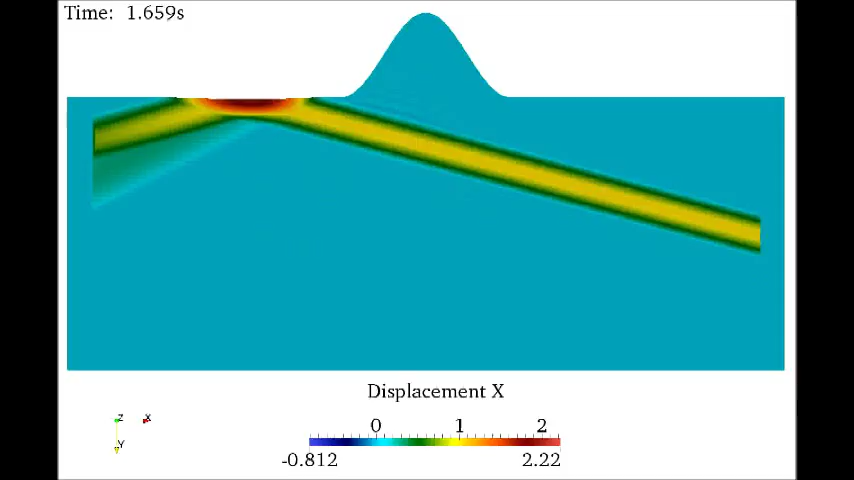 Time: 1.659s
Displacement X
0 1 2
-0.812 2.22
Z X
Y